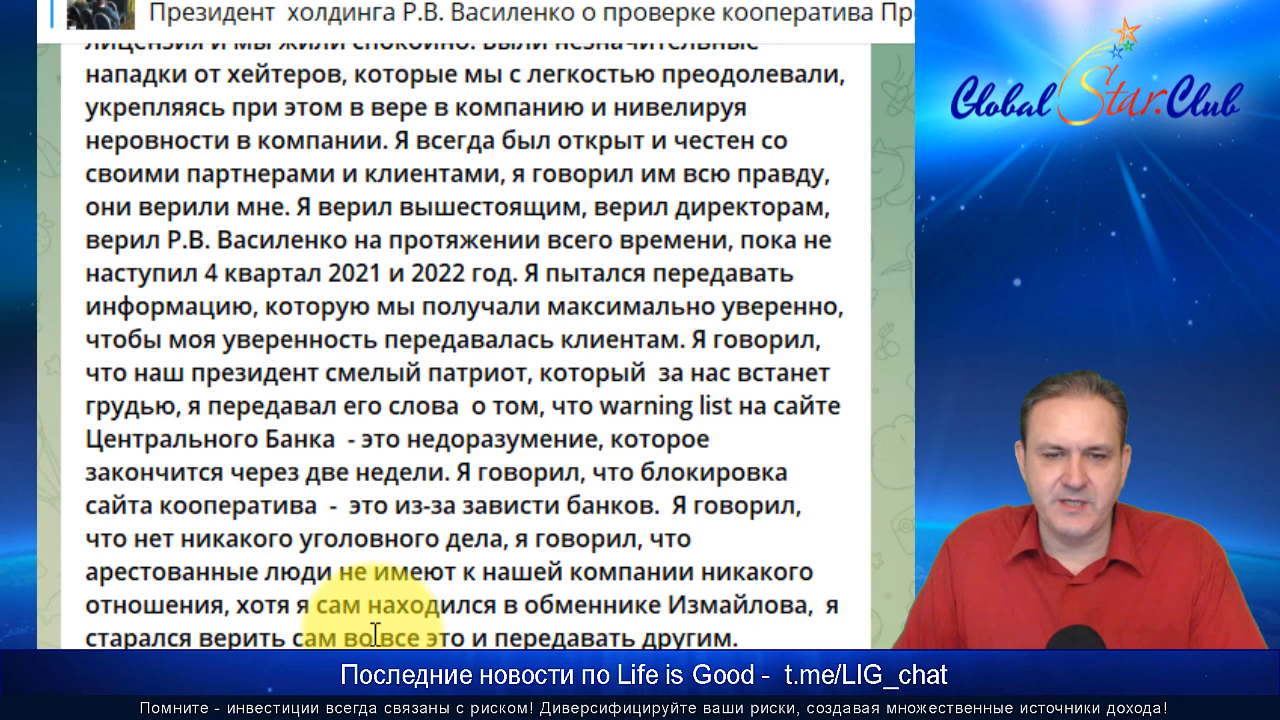 Президент холдинга Р.В. Василенко о проверке кооператива
лицензия и мы жили спокойно. Были незначительные
нападки от хейтеров, которые мы с легкостью преодолевали,
укрепляясь при этом в вере в компанию и нивелируя
неровности в компании. Я всегда был открыт и честен со
своими партнерами и клиентами, я говорил им всю правду,
они верили мне. Я верил вышестоящим, верил директорам,
верил Р.В. Василенко на протяжении всего времени, пока не
наступил 4 квартал 2021 и 2022 год. Я пытался передавать
информацию, которую мы получали максимально уверенно,
чтобы моя уверенность передавалась клиентам. Я говорил,
что наш президент смелый патриот, который за нас встанет
грудью, я передавал его слова о том, что warning list на сайте
Центрального Банка - это недоразумение, которое
закончится через две недели. Я говорил, что блокировка
сайта кооператива - это из-за зависти банков. Я говорил,
что нет никакого уголовного дела, я говорил, что
арестованные люди не имеют к нашей компании никакого
отношения, хотя я сам находился в обменнике Измайлова, я
старался верить сам во все это и передавать другим.
Global Star.Club
Последние новости по Life is Good - t.me/LIG_chat
Помните - инвестиции всегда связаны с риском! Диверсифицируйте ваши риски, создавая множественные источники дохода!